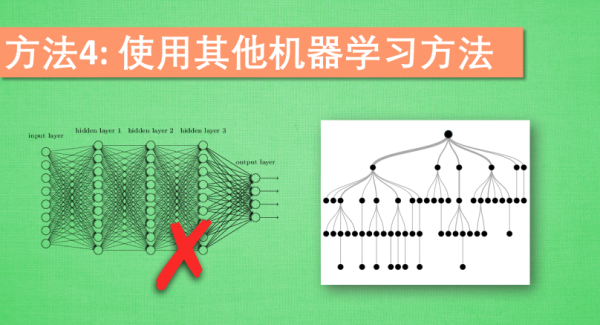 方法4: 使用其他机器学习方法
hidden layer 1 hidden layer 2 hidden layer 3
input layer
output layer